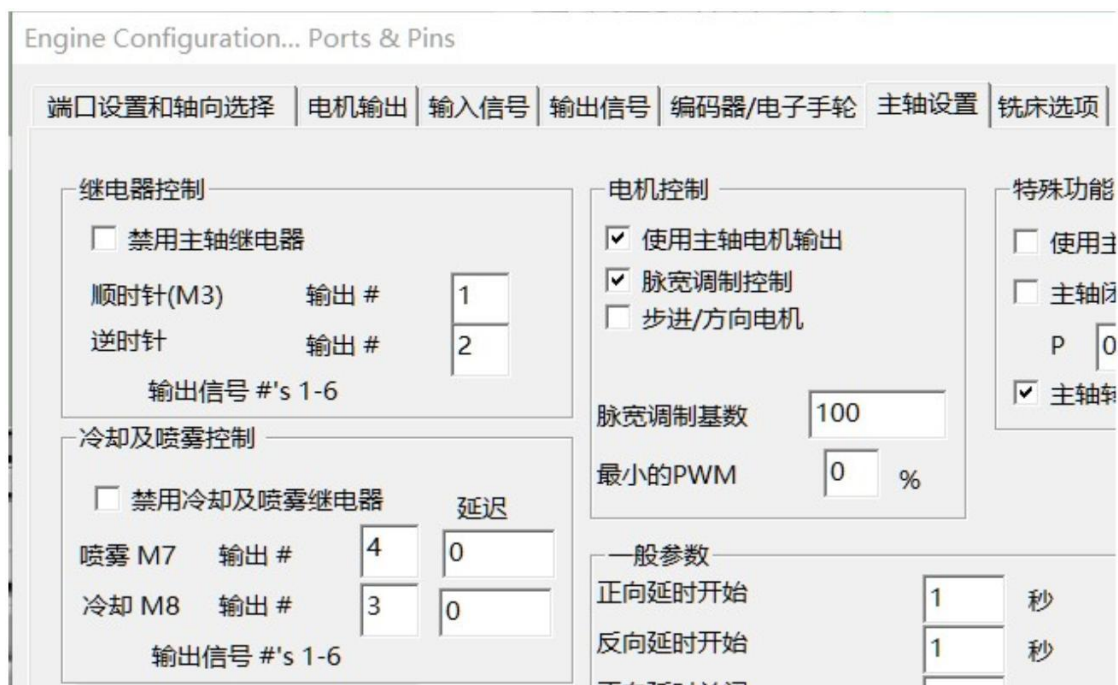 Engine Configuration... Ports & Pins
端口设置和轴向选择 电机输出 输入信号 输出信号 编码器/电子手轮 主轴设置 铣床选项
继电器控制
禁用主轴继电器
顺时针(M3) 输出 # 1
逆时针 输出 # 2
输出信号 #'s 1-6
冷却及喷雾控制
禁用冷却及喷雾继电器 延迟
喷雾 M7 输出 # 4 0
冷却 M8 输出 # 3 0
输出信号 #'s 1-6
电机控制
使用主轴电机输出
脉宽调制控制
步进/方向电机
脉宽调制基数 100
最小的PWM 0 %
一般参数
正向延时开始 1 秒
反向延时开始 1 秒
特殊功能
使用主
主轴闭
P 0
主轴转